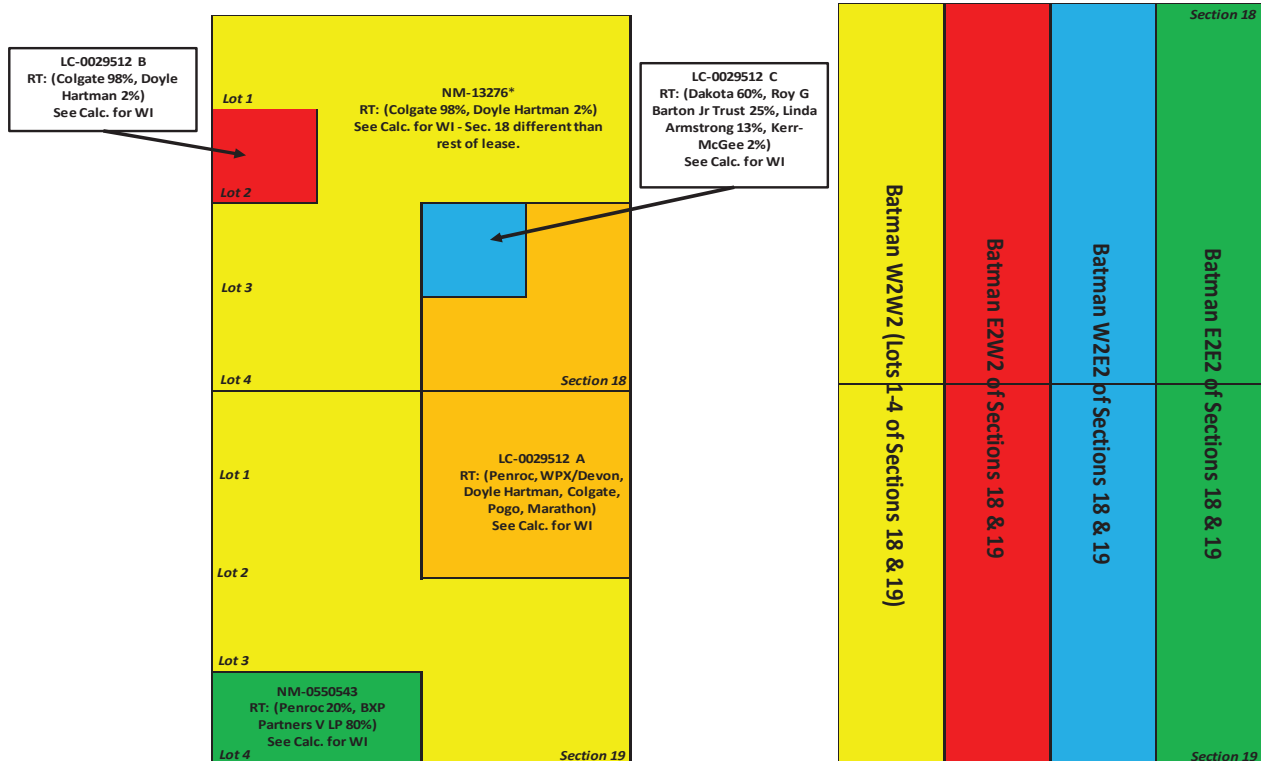 LC-0029512 B
RT: (Colgate 98%, Doyle
Hartman 2%)
See Calc. for WI
Lot 1
NM-13276*
RT: (Colgate 98%, Doyle Hartman 2%)
See Calc. for WI - Sec. 18 different than
rest of lease.
LC-0029512 C
RT: (Dakota 60%, Roy G
Barton Jr Trust 25%, Linda
Armstrong 13%, Kerr-
McGee 2%)
See Calc. for WI
Lot 2
Lot 3
Lot 4
Section 18
Lot 1
LC-0029512 A
RT: (Penroc, WPX/Devon,
Doyle Hartman, Colgate,
Pogo, Marathon)
See Calc. for WI
Lot 2
Lot 3
NM-0550543
RT: (Penroc 20%, BXP
Partners V LP 80%)
See Calc. for WI
Lot 4
Section 19
Section 18
Batman W2W2 (Lots 1-4 of Sections 18 & 19)
Batman E2W2 of Sections 18 & 19
Batman W2E2 of Sections 18 & 19
Batman E2E2 of Sections 18 & 19
Section 19